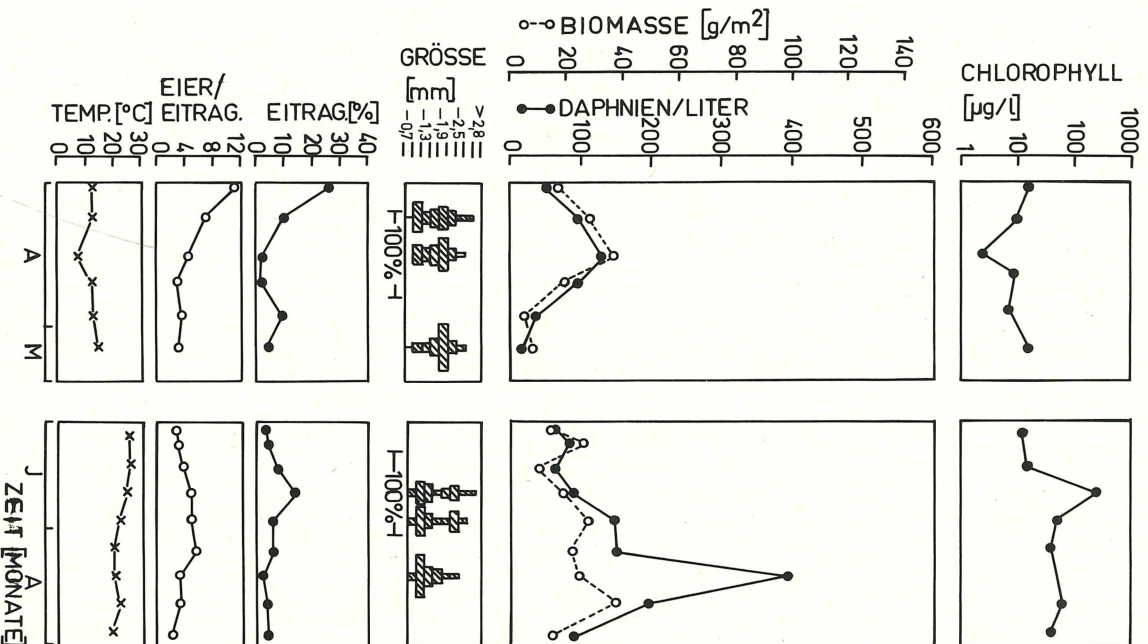 o--o BIOMASSE [g/m2]
0 20 40 60 80 100 120 140
●—● DAPHNIEN/LITER
0 100 200 300 400 500 600
CHLOROPHYLL
[µg/l]
1 10 100 1000
GRÖSSE
[mm]
-0,7 -1,3 -1,9 -2,5 >2,8
EIER/
EITRAG.
0 4 8 12
TEMP.[°C]
0 10 20 30
EITRAG.[%]
0 10 20 30 40
A
M
⊢100%⊣
J
A
⊢100%⊣
ZEIT [MONATE]